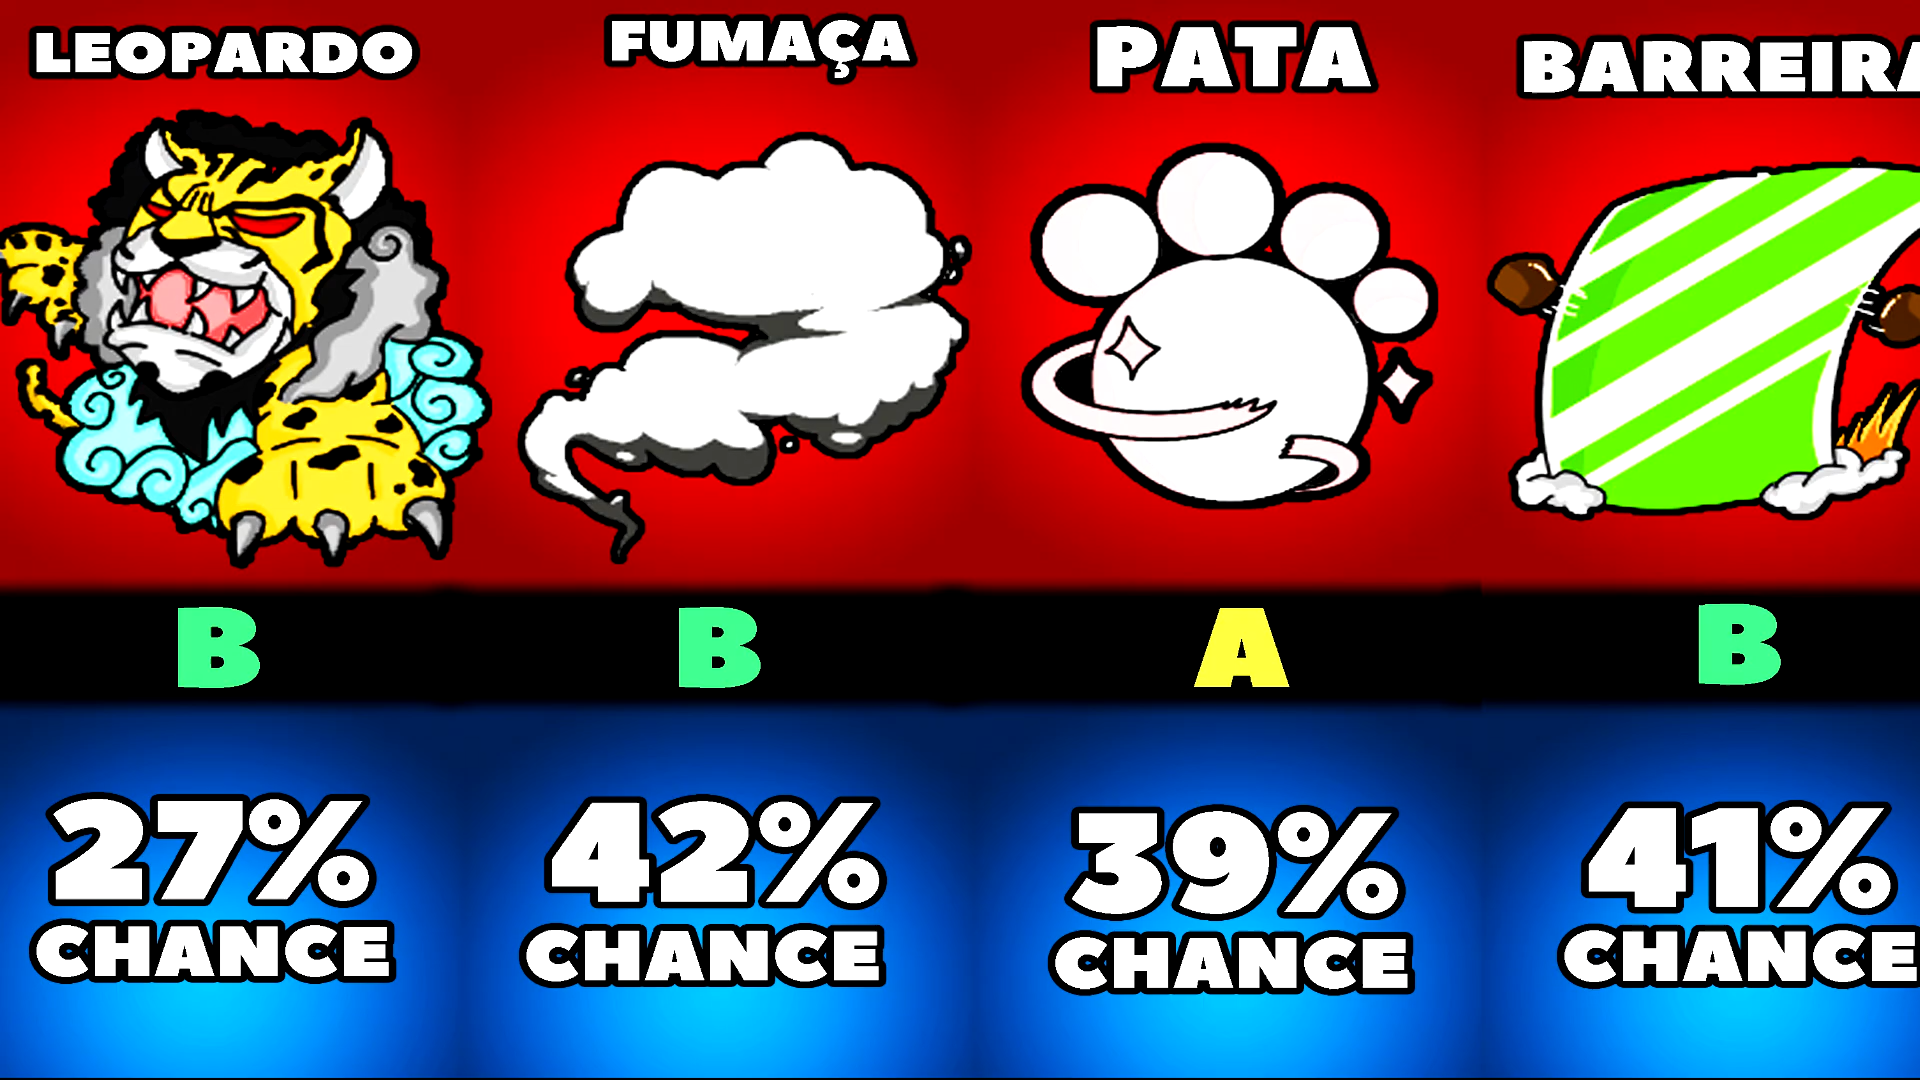 LEOPARDO
FUMAÇA
PATA
BARREIRA
B
B
A
B
27%
CHANCE
42%
CHANCE
39%
CHANCE
41%
CHANCE